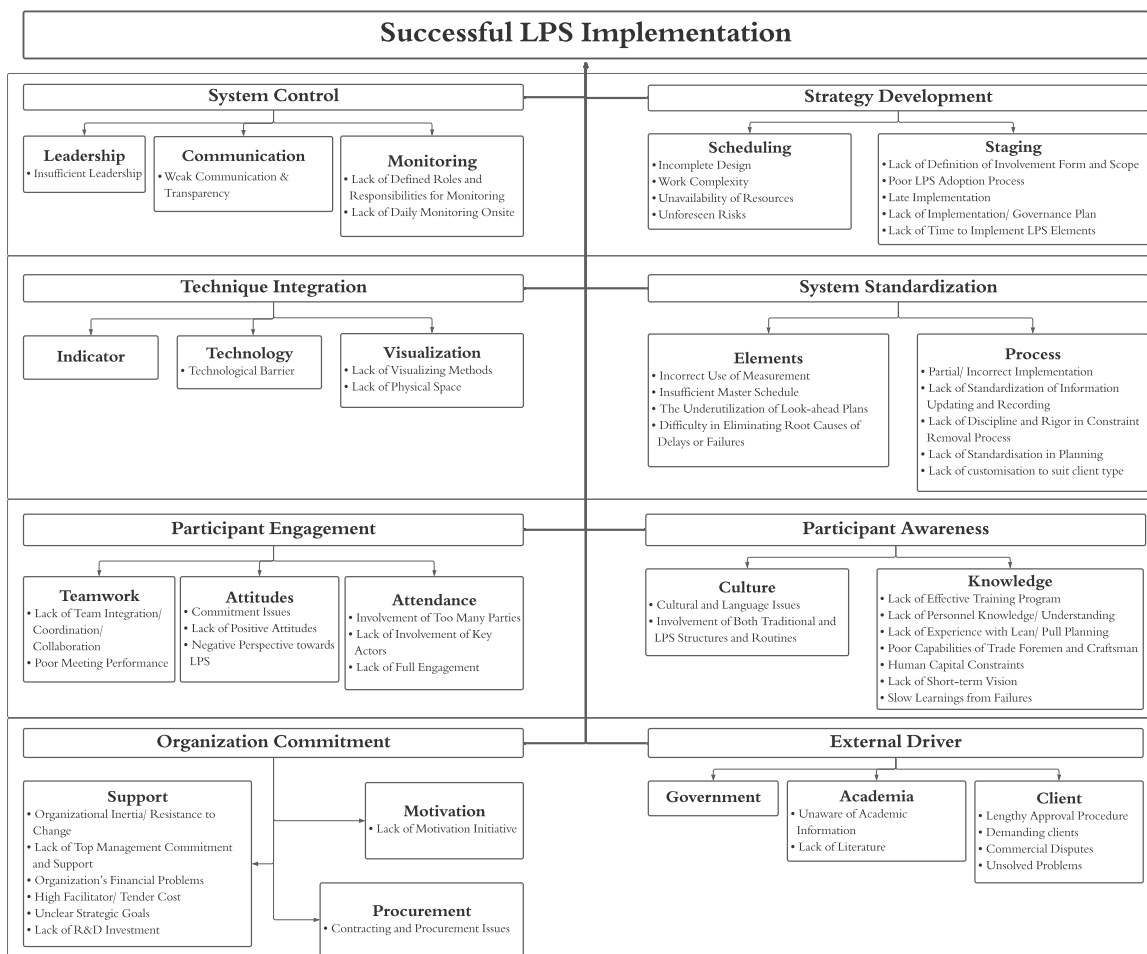 Successful LPS Implementation
System Control
Leadership
• Insufficient Leadership
Communication
• Weak Communication &
Transparency
Monitoring
• Lack of Defined Roles and
Responsibilities for Monitoring
• Lack of Daily Monitoring Onsite
Strategy Development
Scheduling
• Incomplete Design
• Work Complexity
• Unavailability of Resources
• Unforeseen Risks
Staging
• Lack of Definition of Involvement Form and Scope
• Poor LPS Adoption Process
• Late Implementation
• Lack of Implementation/ Governance Plan
• Lack of Time to Implement LPS Elements
Technique Integration
Indicator
Technology
• Technological Barrier
Visualization
• Lack of Visualizing Methods
• Lack of Physical Space
System Standardization
Elements
• Incorrect Use of Measurement
• Insufficient Master Schedule
• The Underutilization of Look-ahead Plans
• Difficulty in Eliminating Root Causes of
Delays or Failures
Process
• Partial/ Incorrect Implementation
• Lack of Standardization of Information
Updating and Recording
• Lack of Discipline and Rigor in Constraint
Removal Process
• Lack of Standardisation in Planning
• Lack of customisation to suit client type
Participant Engagement
Teamwork
• Lack of Team Integration/
Coordination/
Collaboration
• Poor Meeting Performance
Attitudes
• Commitment Issues
• Lack of Positive Attitudes
• Negative Perspective towards
LPS
Attendance
• Involvement of Too Many Parties
• Lack of Involvement of Key
Actors
• Lack of Full Engagement
Participant Awareness
Culture
• Cultural and Language Issues
• Involvement of Both Traditional and
LPS Structures and Routines
Knowledge
• Lack of Effective Training Program
• Lack of Personnel Knowledge/ Understanding
• Lack of Experience with Lean/ Pull Planning
• Poor Capabilities of Trade Foremen and Craftsman
• Human Capital Constraints
• Lack of Short-term Vision
• Slow Learnings from Failures
Organization Commitment
Support
• Organizational Inertia/ Resistance to
Change
• Lack of Top Management Commitment
and Support
• Organization's Financial Problems
• High Facilitator/ Tender Cost
• Unclear Strategic Goals
• Lack of R&D Investment
Motivation
• Lack of Motivation Initiative
Procurement
• Contracting and Procurement Issues
External Driver
Government
Academia
• Unaware of Academic
Information
• Lack of Literature
Client
• Lengthy Approval Procedure
• Demanding clients
• Commercial Disputes
• Unsolved Problems